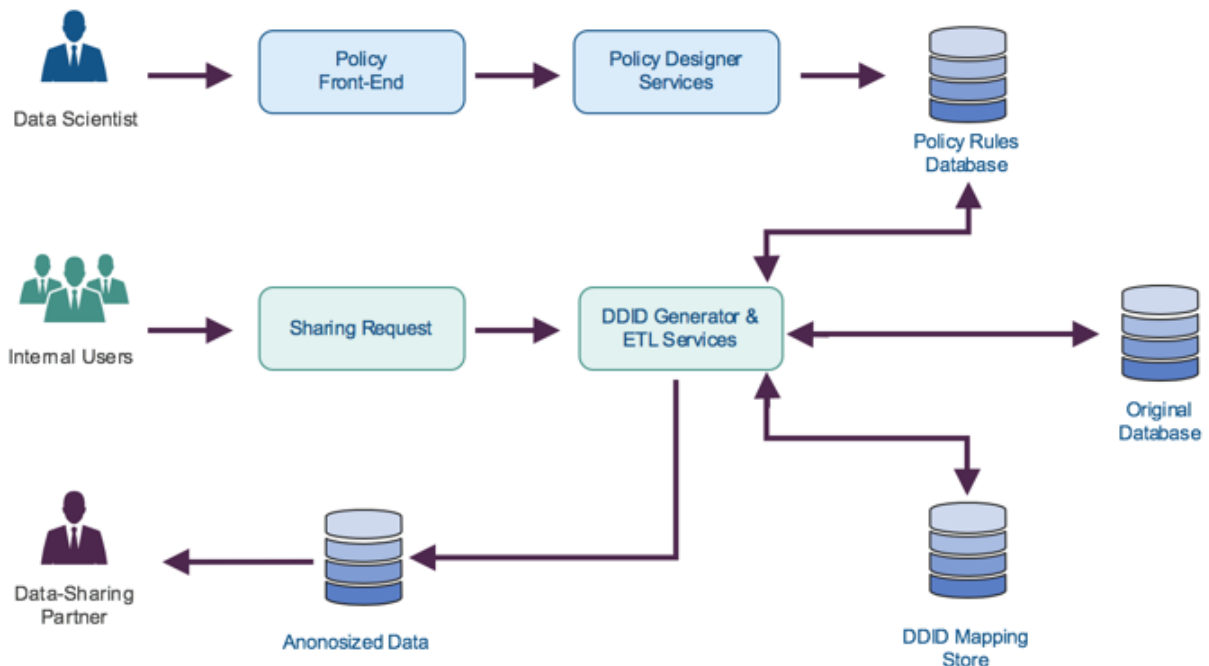 Data Scientist
Policy
Front-End
Policy Designer
Services
Policy Rules
Database
Internal Users
Sharing Request
DDID Generator &
ETL Services
Original
Database
Data-Sharing
Partner
Anonosized Data
DDID Mapping
Store